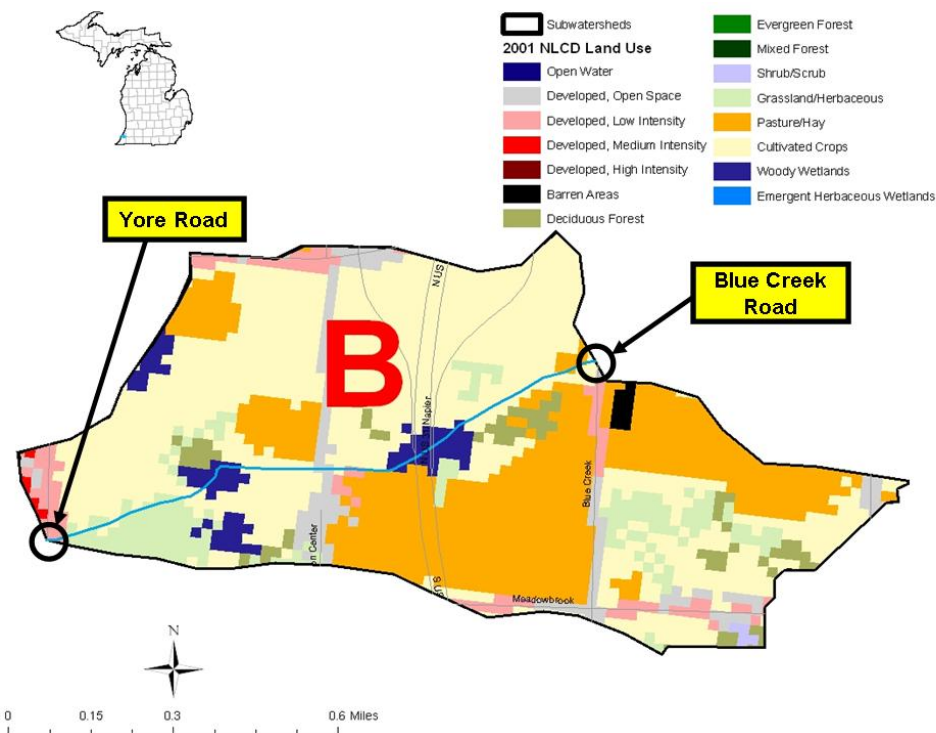 Subwatersheds
2001 NLCD Land Use
Open Water
Developed, Open Space
Developed, Low Intensity
Developed, Medium Intensity
Developed, High Intensity
Barren Areas
Deciduous Forest
Evergreen Forest
Mixed Forest
Shrub/Scrub
Grassland/Herbaceous
Pasture/Hay
Cultivated Crops
Woody Wetlands
Emergent Herbaceous Wetlands
Yore Road
Blue Creek
Road
B
N US
Napier
Blue Creek
on Center
S US
Meadowbrook
N
0 0.15 0.3 0.6 Miles